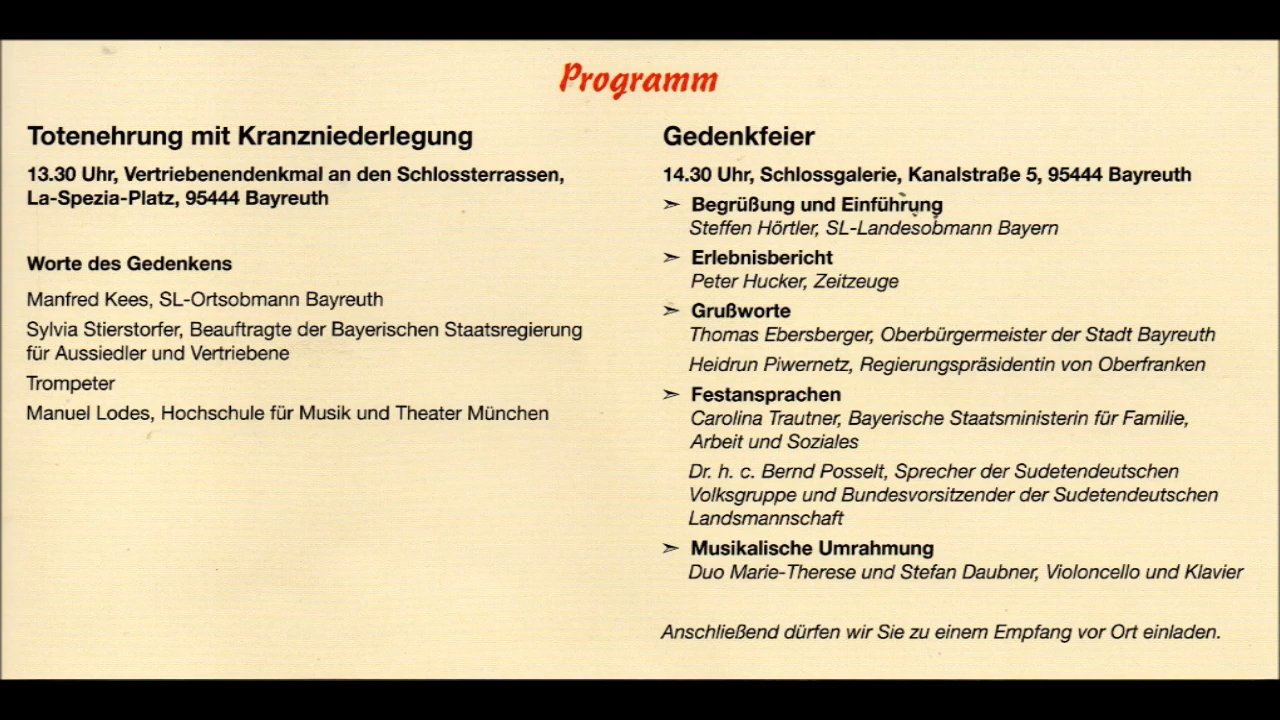 Programm
Totenehrung mit Kranzniederlegung
13.30 Uhr, Vertriebenendenkmal an den Schlossterrassen,
La-Spezia-Platz, 95444 Bayreuth
Worte des Gedenkens
Manfred Kees, SL-Ortsobmann Bayreuth
Sylvia Stierstorfer, Beauftragte der Bayerischen Staatsregierung
für Aussiedler und Vertriebene
Trompeter
Manuel Lodes, Hochschule für Musik und Theater München
Gedenkfeier
14.30 Uhr, Schlossgalerie, Kanalstraße 5, 95444 Bayreuth
➣ Begrüßung und Einführung
Steffen Hörtler, SL-Landesobmann Bayern
➣ Erlebnisbericht
Peter Hucker, Zeitzeuge
➣ Grußworte
Thomas Ebersberger, Oberbürgermeister der Stadt Bayreuth
Heidrun Piwernetz, Regierungspräsidentin von Oberfranken
➣ Festansprachen
Carolina Trautner, Bayerische Staatsministerin für Familie,
Arbeit und Soziales
Dr. h. c. Bernd Posselt, Sprecher der Sudetendeutschen
Volksgruppe und Bundesvorsitzender der Sudetendeutschen
Landsmannschaft
➣ Musikalische Umrahmung
Duo Marie-Therese und Stefan Daubner, Violoncello und Klavier
Anschließend dürfen wir Sie zu einem Empfang vor Ort einladen.